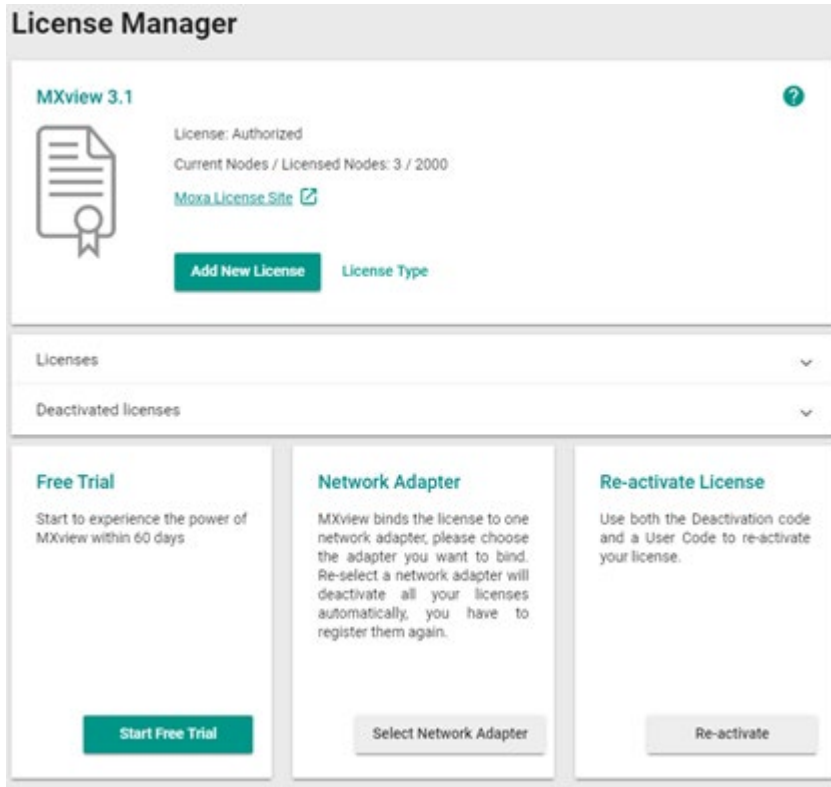 License Manager
MXview 3.1
License: Authorized
Current Nodes / Licensed Nodes: 3 / 2000
Moxa License Site
Add New License
License Type
Licenses
Deactivated licenses
Free Trial
Start to experience the power of
MXview within 60 days
Start Free Trial
Network Adapter
MXview binds the license to one
network adapter, please choose
the adapter you want to bind.
Re-select a network adapter will
deactivate all your licenses
automatically, you have to
register them again.
Select Network Adapter
Re-activate License
Use both the Deactivation code
and a User Code to re-activate
your license.
Re-activate